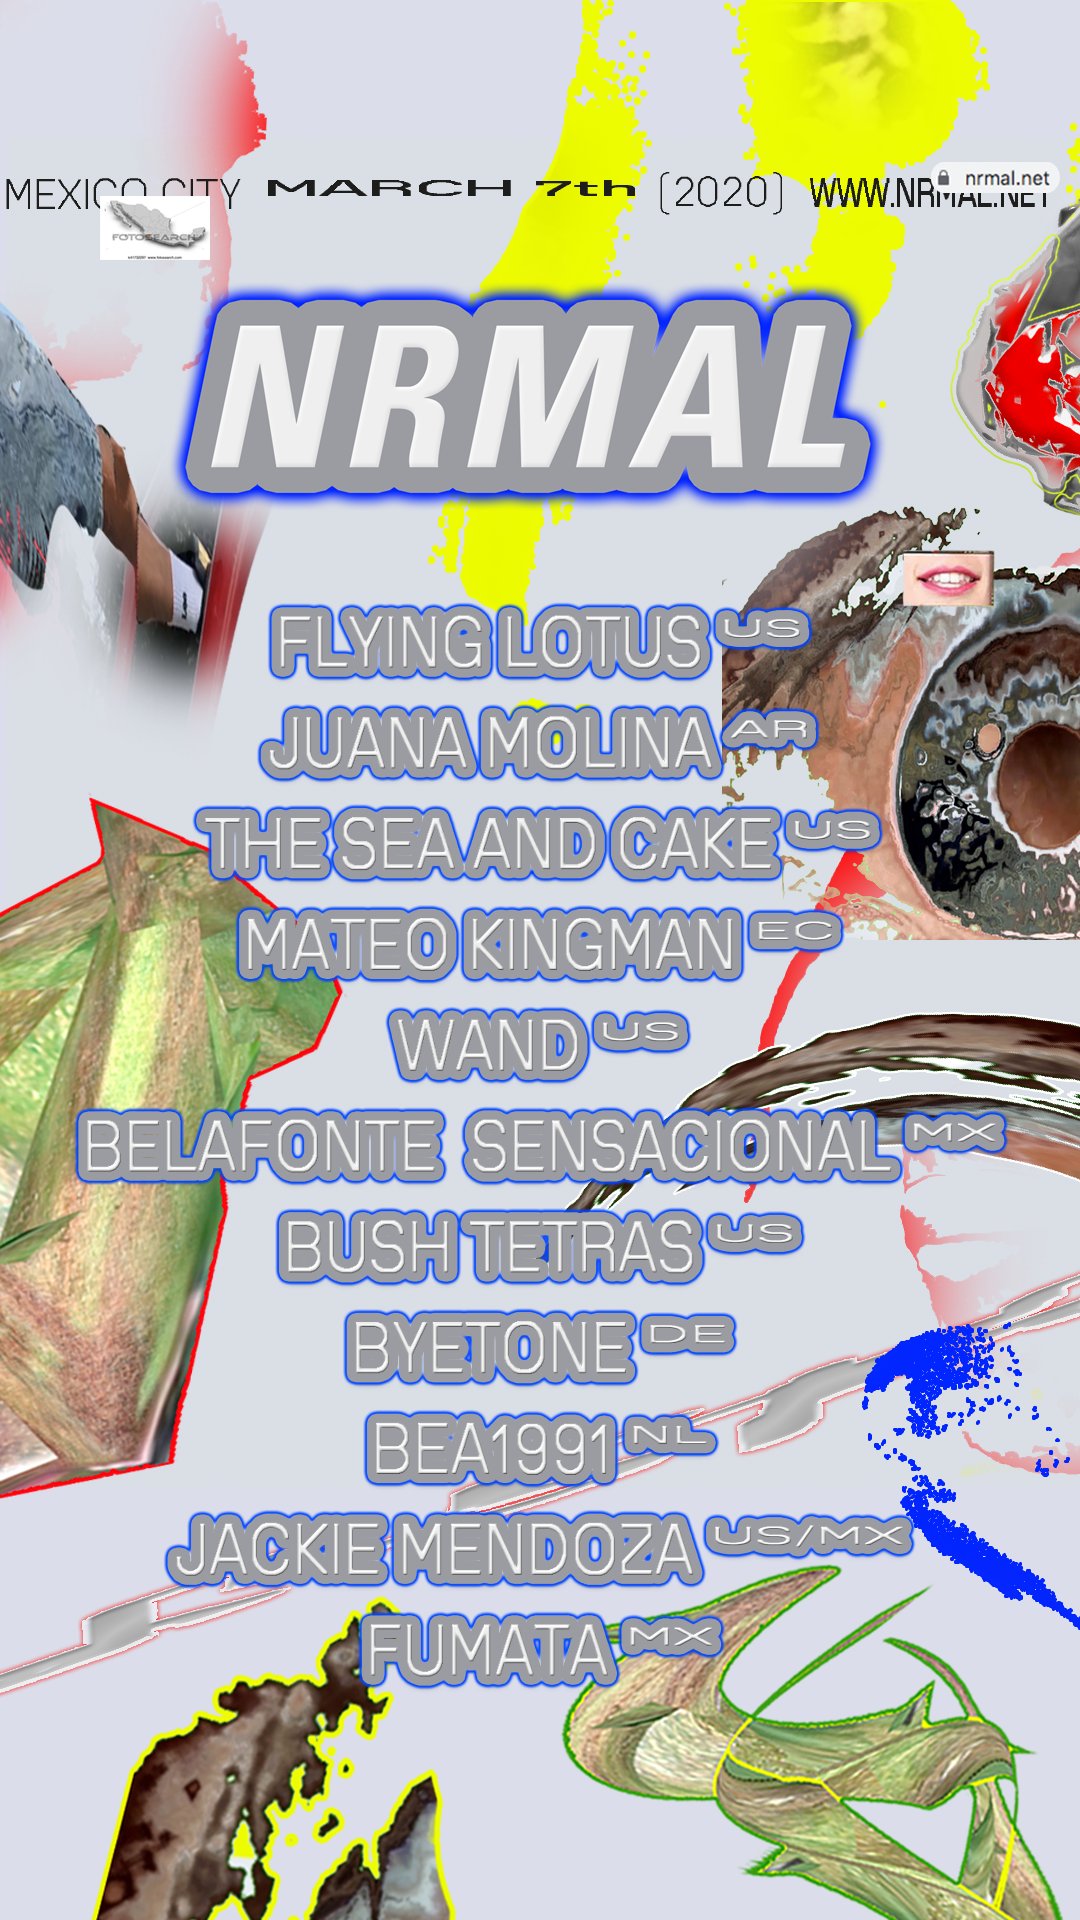 MEXICO CITY MARCH 7th (2020) WWW.NRMAL.NET
nrmal.net
FOTOSEARCH
NRMAL
FLYING LOTUS US
JUANA MOLINA AR
THE SEA AND CAKE US
MATEO KINGMAN EC
WAND US
BELAFONTE SENSACIONAL MX
BUSH TETRAS US
BYETONE DE
BEA1991 NL
JACKIE MENDOZA US/MX
FUMATA MX